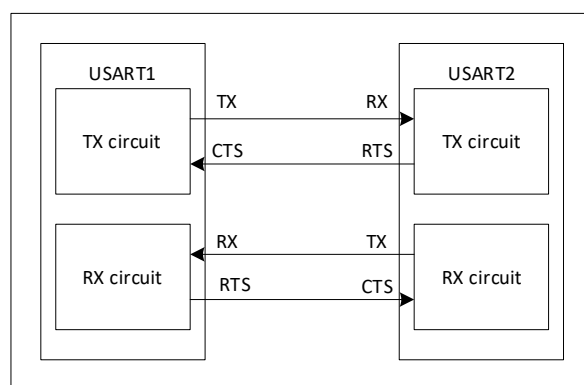 USART1 USART2
TX RX
TX circuit TX circuit
CTS RTS
RX TX
RX circuit RX circuit
RTS CTS